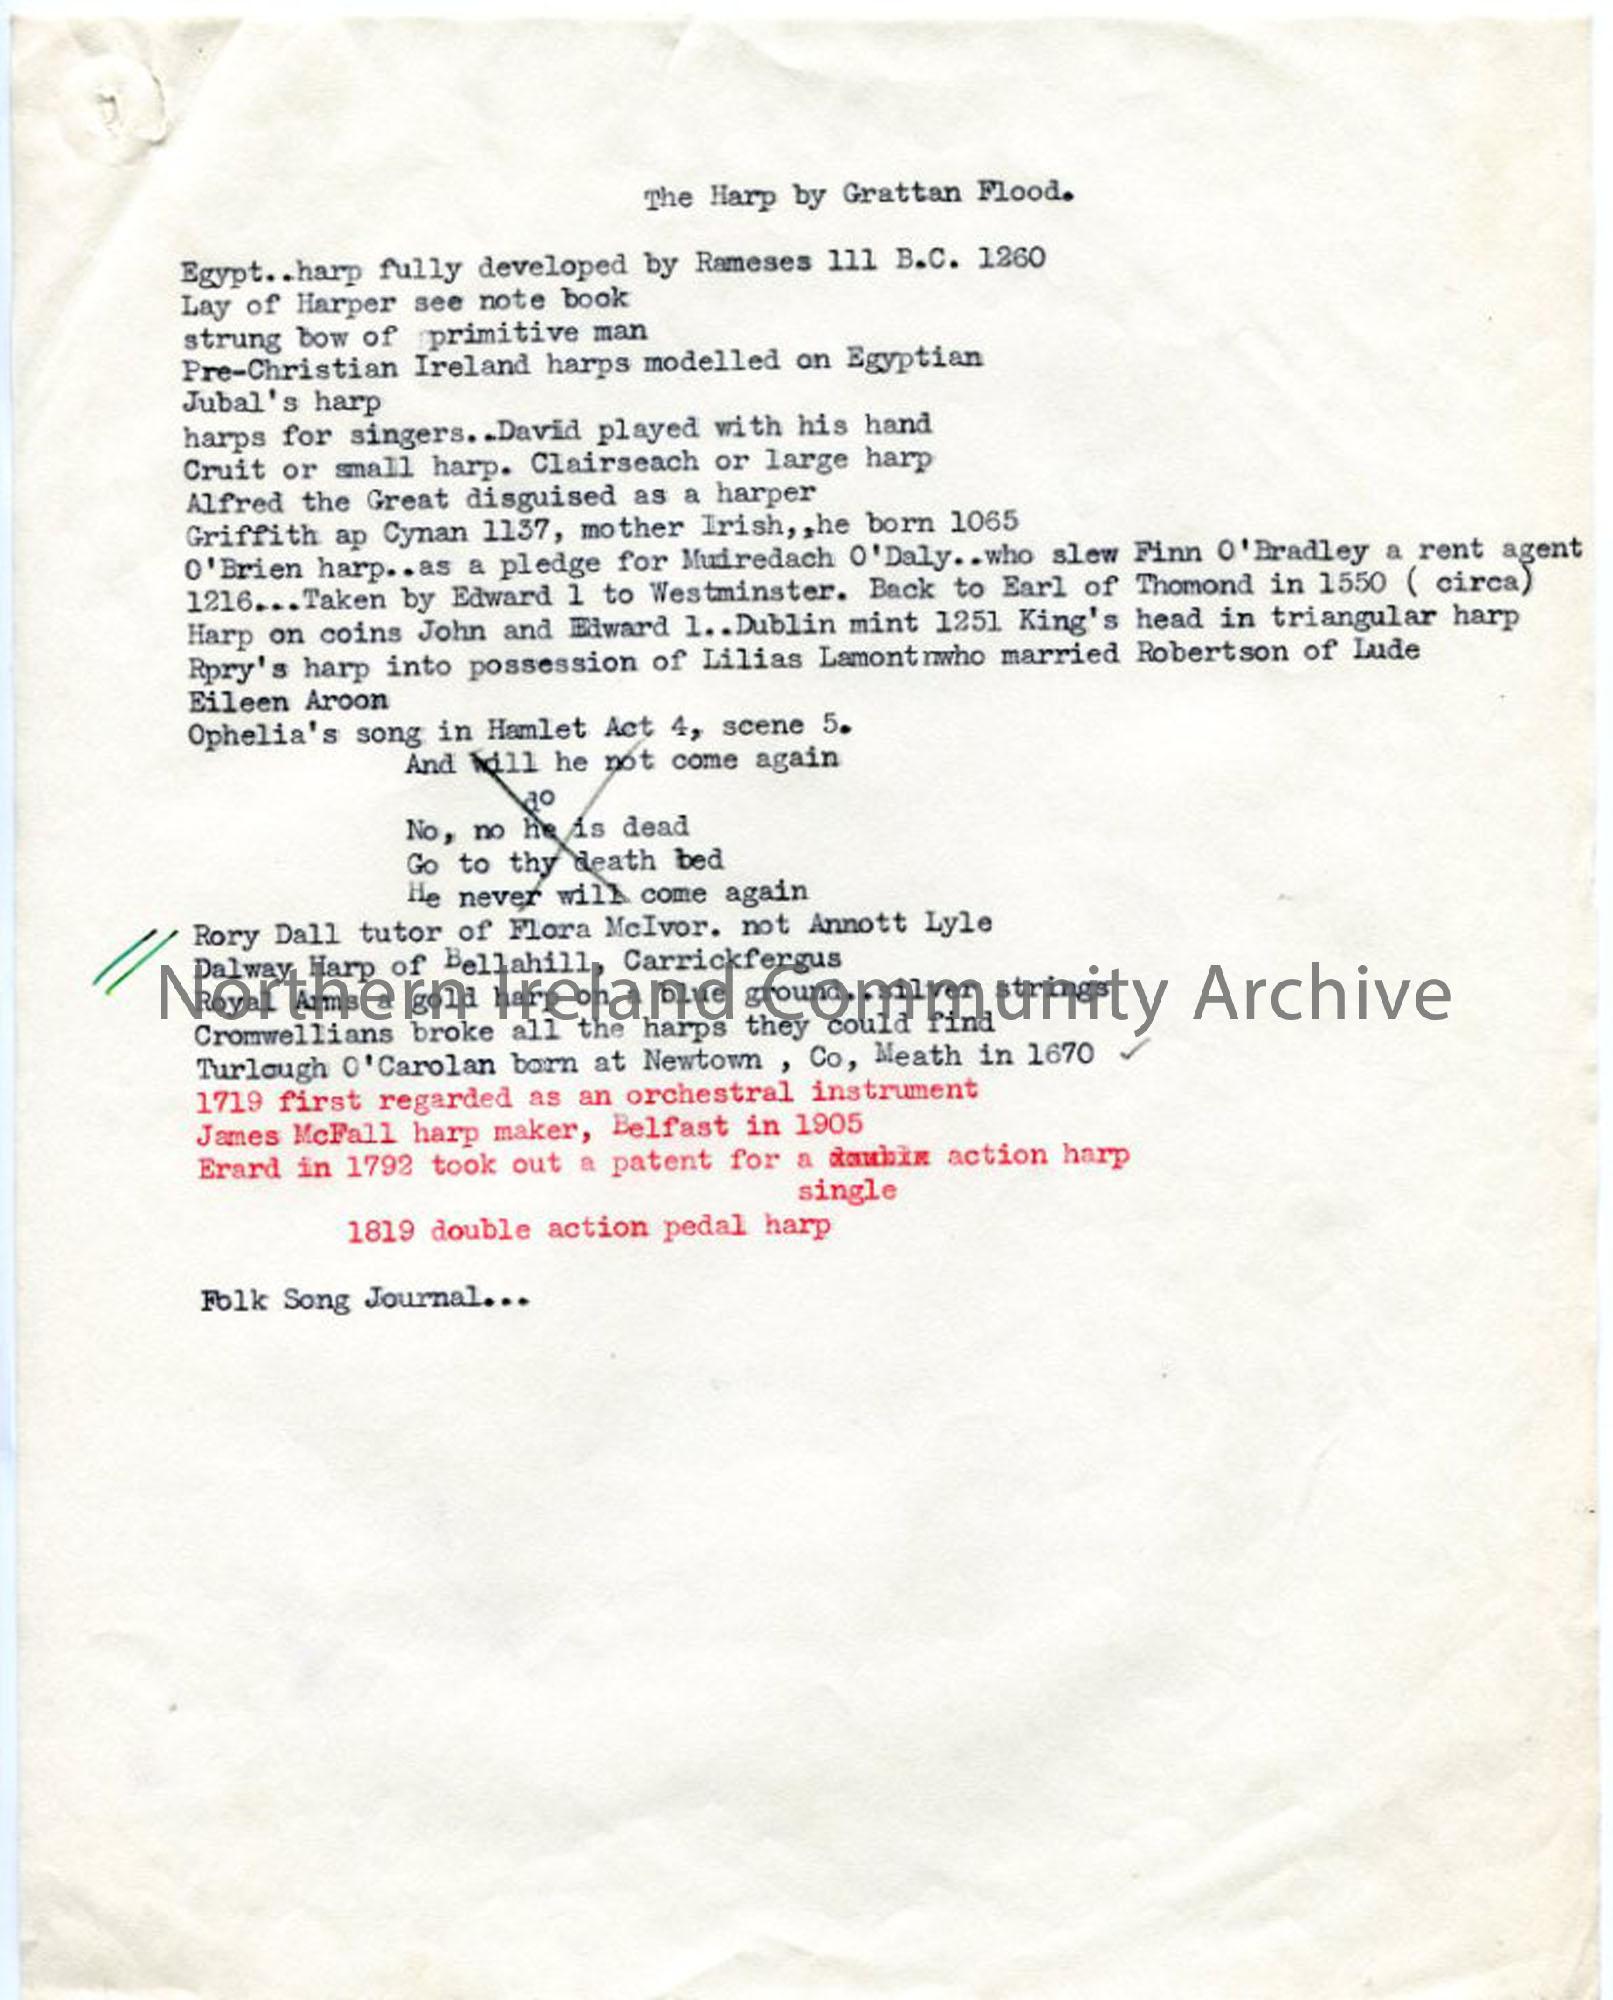 The Harp by Grattan Flood.
Egypt..harp fully developed by Rameses 111 B.C. 1260
Lay of Harper see note book
strung bow of primitive man
Pre-Christian Ireland harps modelled on Egyptian
Jubal's harp
harps for singers..David played with his hand
Cruit or small harp. Clairseach or large harp
Alfred the Great disguised as a harper
Griffith ap Cynan 1137, mother Irish,,he born 1065
O'Brien harp..as a pledge for Muiredach O'Daly..who slew Finn O'Bradley a rent agent
1216...Taken by Edward 1 to Westminster. Back to Earl of Thomond in 1550 ( circa)
Harp on coins John and Edward 1..Dublin mint 1251 King's head in triangular harp
Rpry's harp into possession of Lilias Lamontnwho married Robertson of Lude
Eileen Aroon
Ophelia's song in Hamlet Act 4, scene 5.
And will he not come again
do
No, no he is dead
Go to thy death bed
He never will come again
Rory Dall tutor of Flora McIvor. not Annott Lyle
Dalway Harp of Bellahill, Carrickfergus
Northern Ireland Community Archive
Royal Arms a gold harp on a blue ground..silver strings
Cromwellians broke all the harps they could find
Turlough O'Carolan born at Newtown , Co, Meath in 1670 ✓
1719 first regarded as an orchestral instrument
James McFall harp maker, Belfast in 1905
Erard in 1792 took out a patent for a double action harp
single
1819 double action pedal harp
Folk Song Journal...